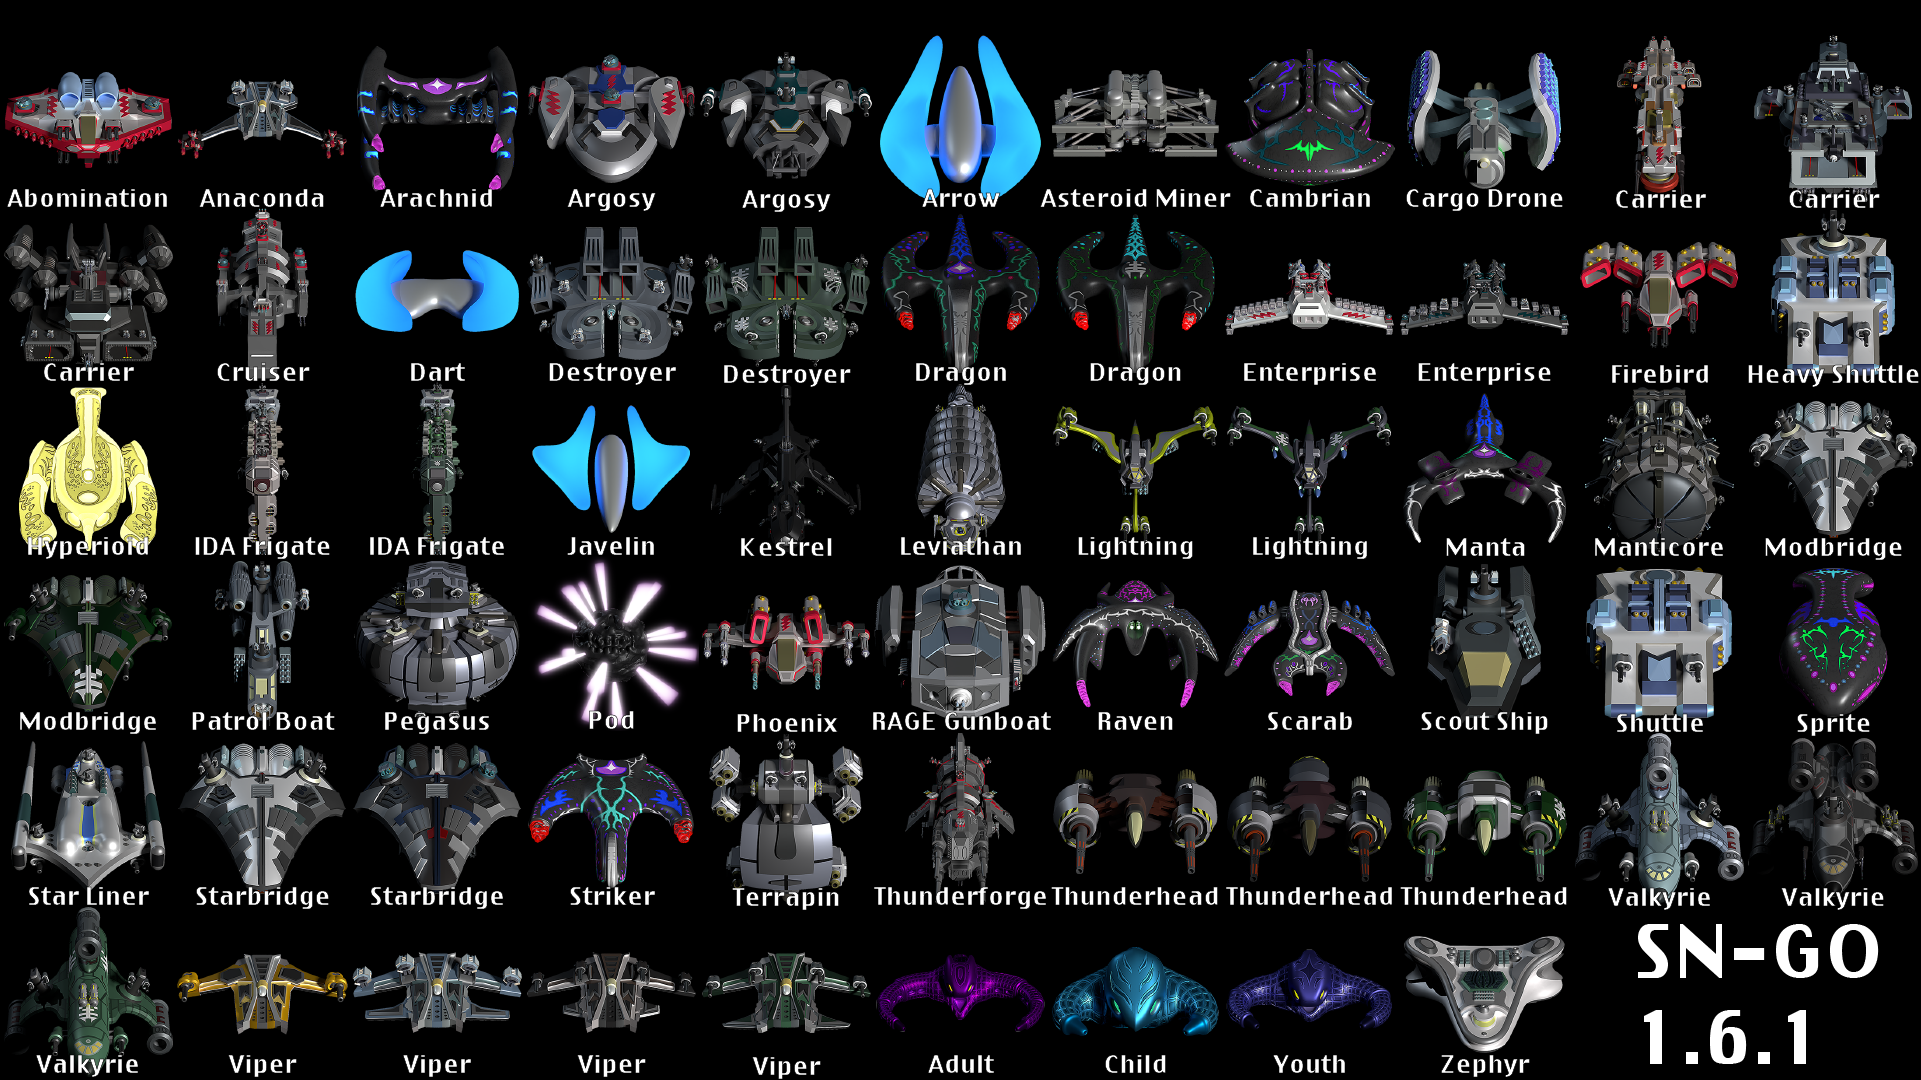 Abomination
Anaconda
Arachnid
Argosy
Argosy
Arrow
Asteroid Miner
Cambrian
Cargo Drone
Carrier
Carrier
Carrier
Cruiser
Dart
Destroyer
Destroyer
Dragon
Dragon
Enterprise
Enterprise
Firebird
Heavy Shuttle
Hyperioid
IDA Frigate
IDA Frigate
Javelin
Kestrel
Leviathan
Lightning
Lightning
Manta
Manticore
Modbridge
Modbridge
Patrol Boat
Pegasus
Pod
Phoenix
RAGE Gunboat
Raven
Scarab
Scout Ship
Shuttle
Sprite
Star Liner
Starbridge
Starbridge
Striker
Terrapin
Thunderforge
Thunderhead
Thunderhead
Thunderhead
Valkyrie
Valkyrie
Valkyrie
Viper
Viper
Viper
Viper
Adult
Child
Youth
Zephyr
SN-GO
1.6.1